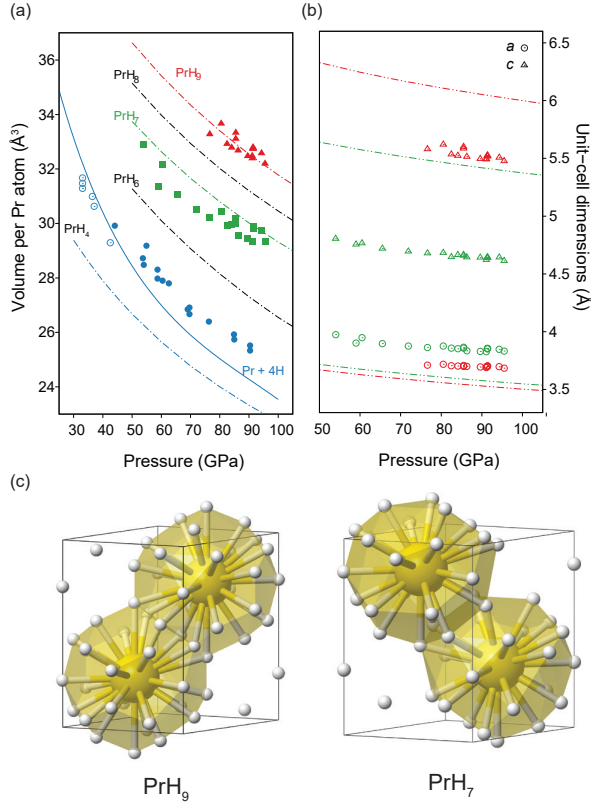 (a)
(b)
36
34
32
30
28
26
24
Volume per Pr atom (Å³)
PrH₉
PrH₈
PrH₇
PrH₆
PrH₄
Pr + 4H
30 40 50 60 70 80 90 100
Pressure (GPa)
a
c
6.5
6
5.5
5
4.5
4
3.5
Unit−cell dimensions (Å)
50 60 70 80 90 100
Pressure (GPa)
(c)
PrH₉
PrH₇